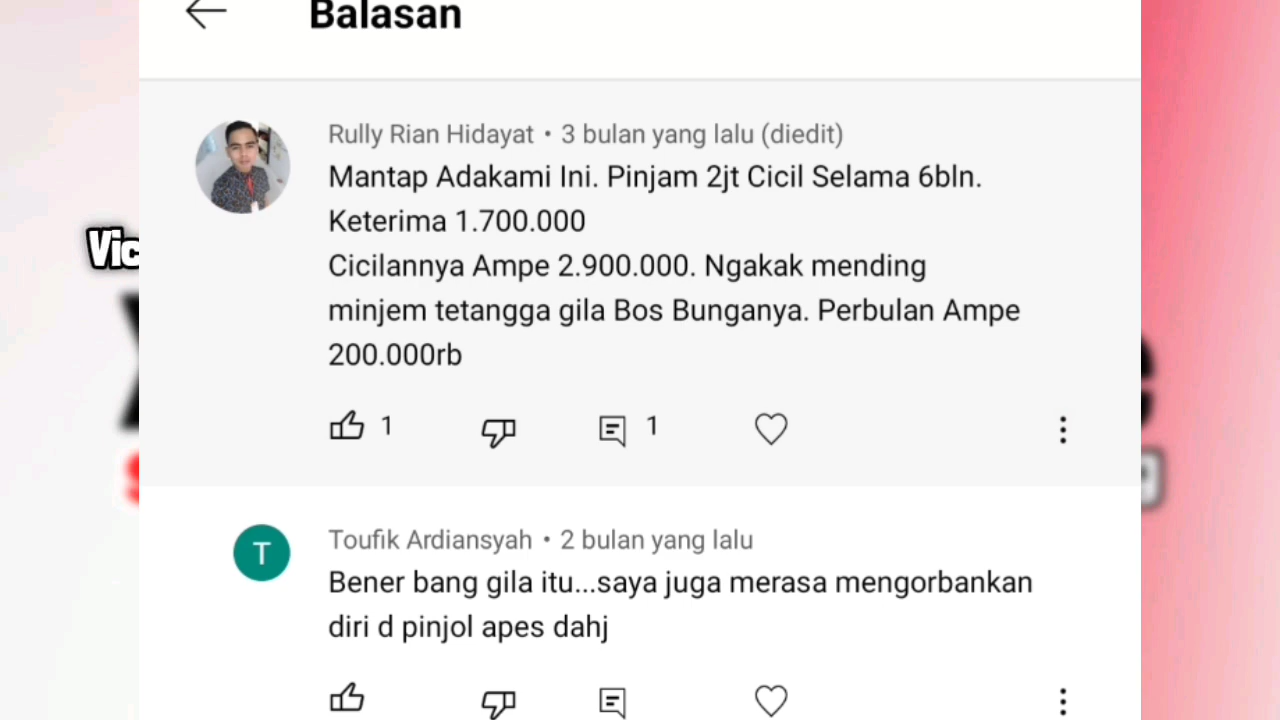 Balasan
Rully Rian Hidayat • 3 bulan yang lalu (diedit)
Mantap Adakami Ini. Pinjam 2jt Cicil Selama 6bln.
Keterima 1.700.000
Cicilannya Ampe 2.900.000. Ngakak mending
minjem tetangga gila Bos Bunganya. Perbulan Ampe
200.000rb
1
1
Toufik Ardiansyah • 2 bulan yang lalu
T
Bener bang gila itu...saya juga merasa mengorbankan
diri d pinjol apes dahj